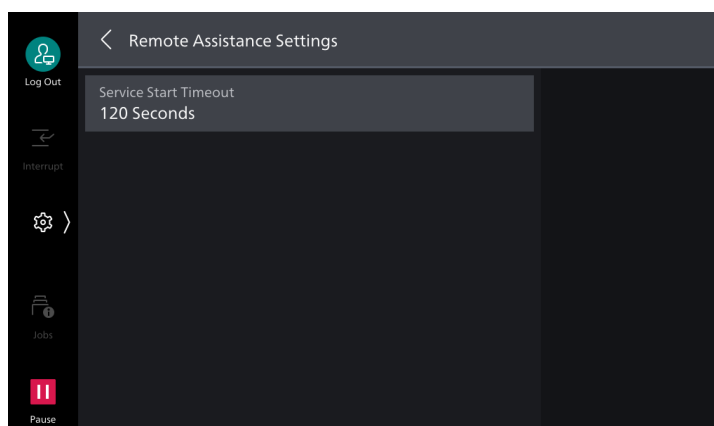 Remote Assistance Settings
Log Out
Service Start Timeout
120 Seconds
Interrupt
Jobs
Pause